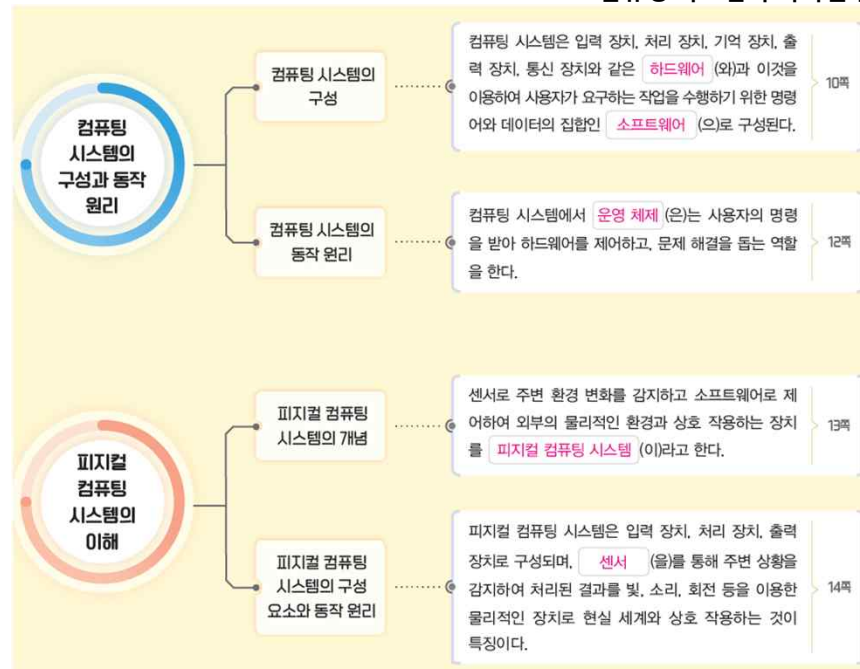 컴퓨팅
시스템의
구성과 동작
원리
컴퓨팅 시스템의
구성
컴퓨팅 시스템은 입력 장치, 처리 장치, 기억 장치, 출
력 장치, 통신 장치와 같은 하드웨어 (와)과 이것을
이용하여 사용자가 요구하는 작업을 수행하기 위한 명령
어와 데이터의 집합인 소프트웨어 (으)로 구성된다.
10쪽
컴퓨팅 시스템의
동작 원리
컴퓨팅 시스템에서 운영 체제 (은)는 사용자의 명령
을 받아 하드웨어를 제어하고, 문제 해결을 돕는 역할
을 한다.
12쪽
피지컬
컴퓨팅
시스템의
이해
피지컬 컴퓨팅
시스템의 개념
센서로 주변 환경 변화를 감지하고 소프트웨어로 제
어하여 외부의 물리적인 환경과 상호 작용하는 장치
를 피지컬 컴퓨팅 시스템 (이)라고 한다.
13쪽
피지컬 컴퓨팅
시스템의 구성
요소와 동작 원리
피지컬 컴퓨팅 시스템은 입력 장치, 처리 장치, 출력
장치로 구성되며, 센서 (을)를 통해 주변 상황을
감지하여 처리된 결과를 빛, 소리, 회전 등을 이용한
물리적인 장치로 현실 세계와 상호 작용하는 것이
특징이다.
14쪽